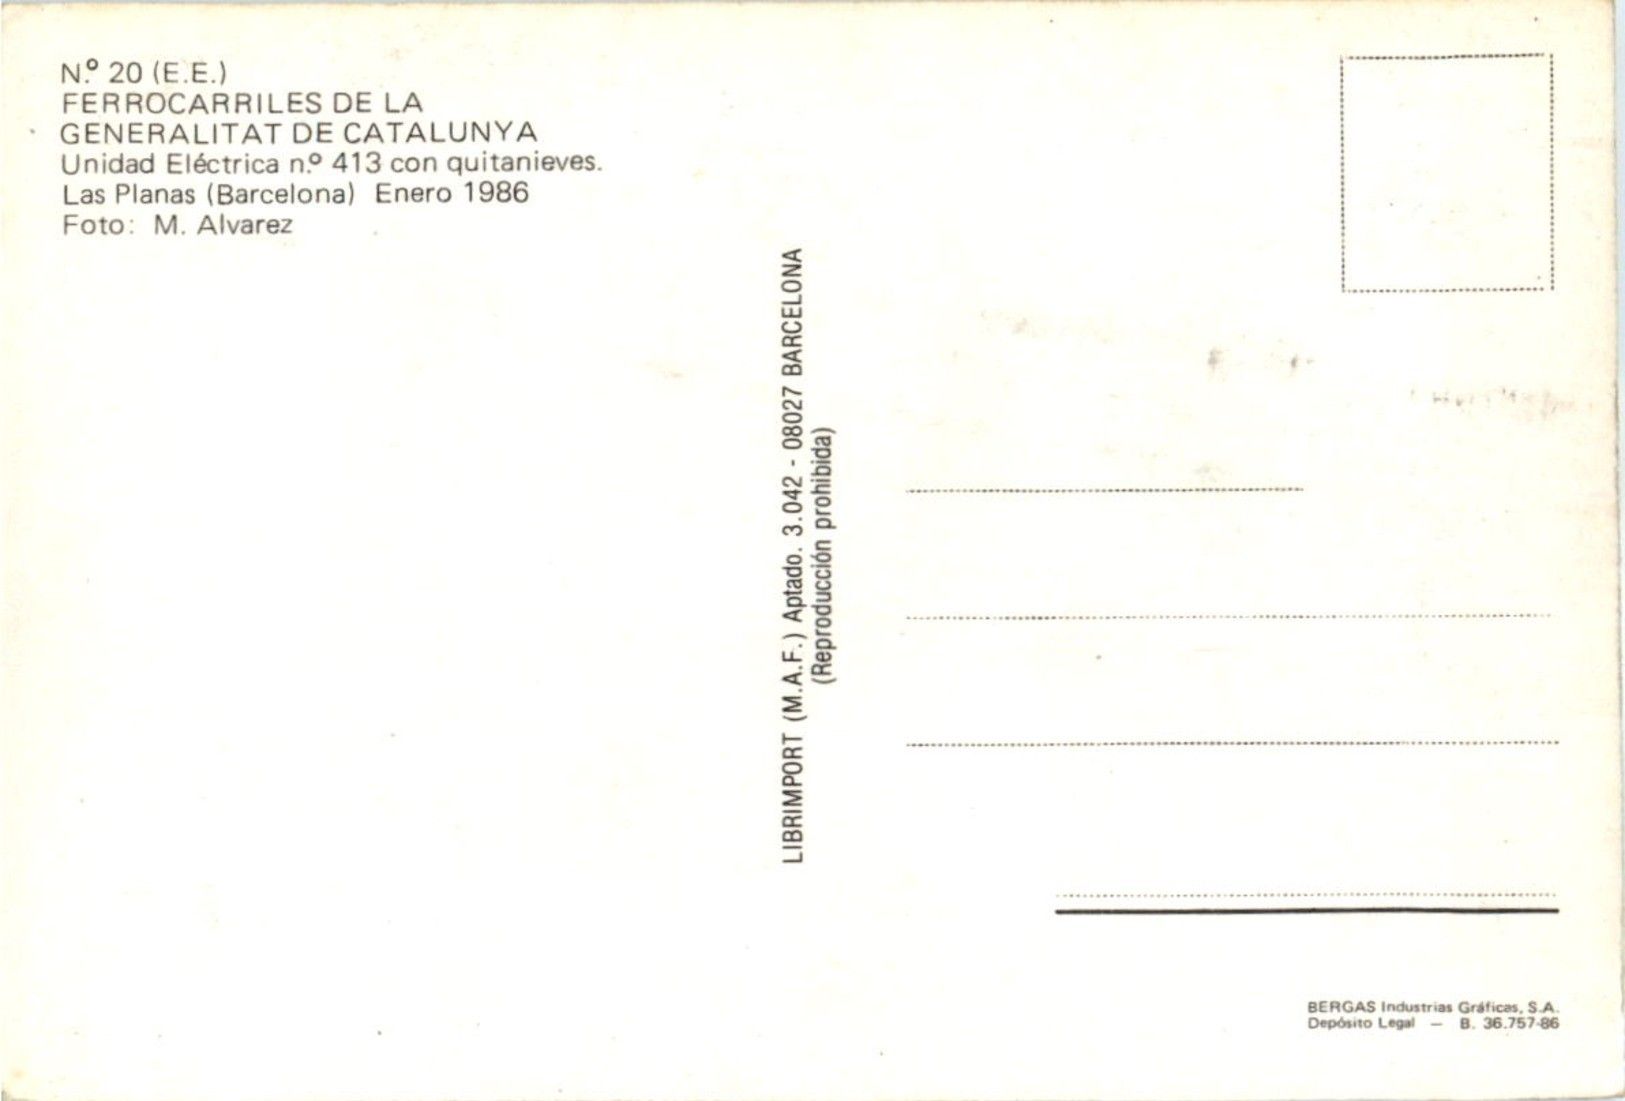 N.º 20 (E.E.)
FERROCARRILES DE LA
GENERALITAT DE CATALUNYA
Unidad Eléctrica n.º 413 con quitanieves.
Las Planas (Barcelona) Enero 1986
Foto: M. Alvarez
LIBRIMPORT (M.A.F.) Aptado. 3.042 - 08027 BARCELONA
(Reproducción prohibida)
BERGAS Industrias Gráficas, S.A.
Depósito Legal — B. 36.757-86